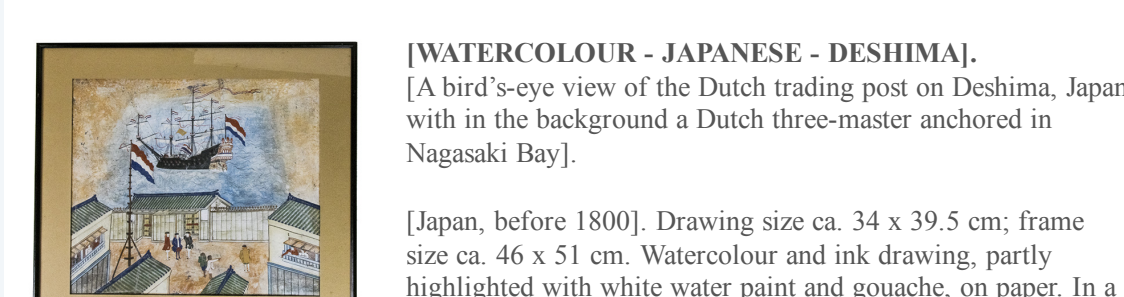 [WATERCOLOUR - JAPANESE - DESHIMA].
[A bird’s-eye view of the Dutch trading post on Deshima, Japan
with in the background a Dutch three-master anchored in
Nagasaki Bay].
[Japan, before 1800]. Drawing size ca. 34 x 39.5 cm; frame
size ca. 46 x 51 cm. Watercolour and ink drawing, partly
highlighted with white water paint and gouache, on paper. In a